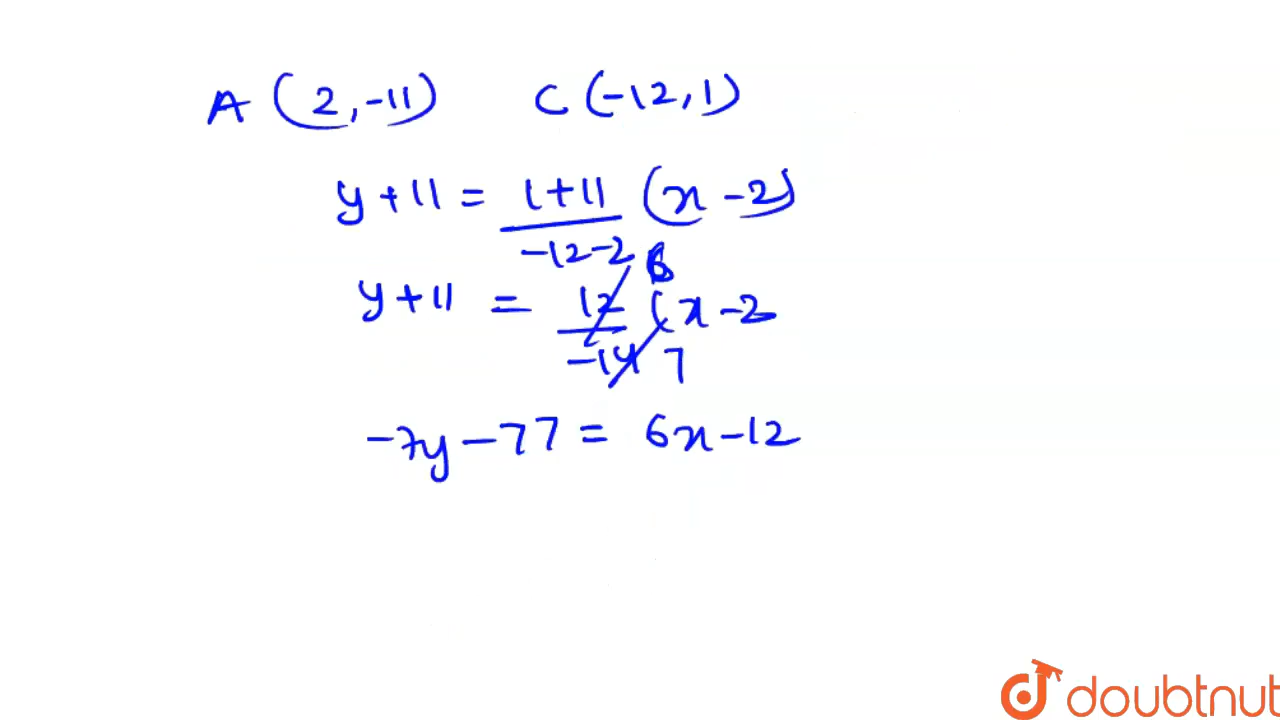 A (2,-11) C (-12,1)
y+11 = 1+11 (x-2)
-12-2 6
y+11 = 12 (x-2
-14 7
-7y-77 = 6x-12
doubtnut